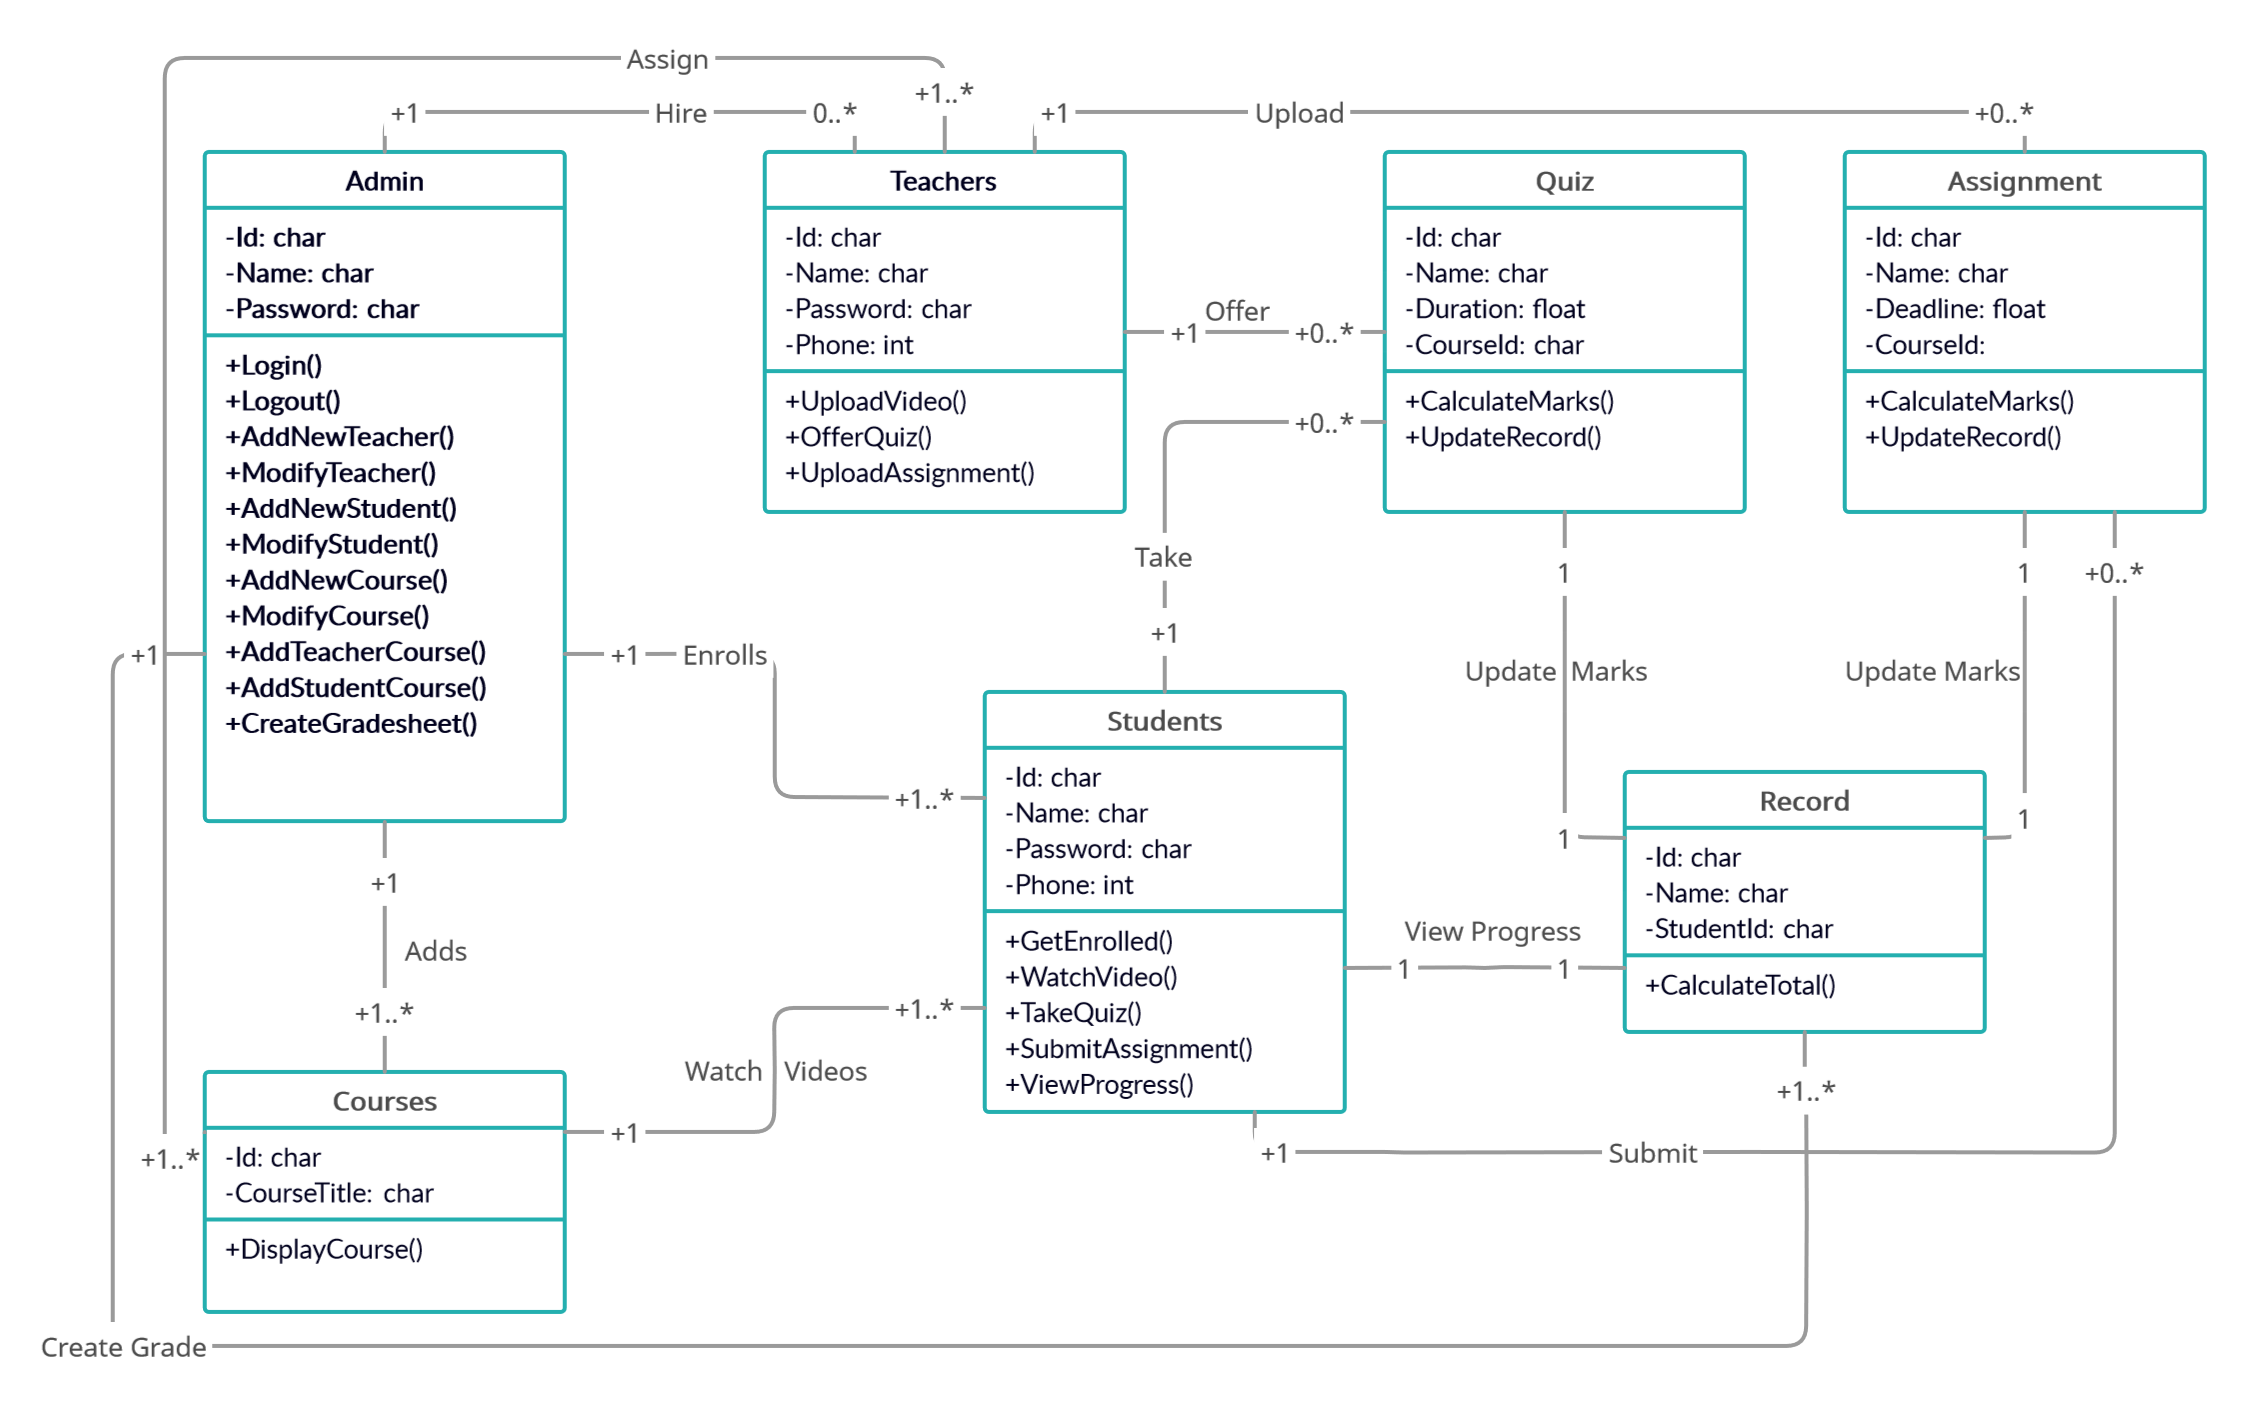 Assign
+1..*
+1
Hire
0..*
+1
Upload
+0..*
Admin
-Id: char
-Name: char
-Password: char
+Login()
+Logout()
+AddNewTeacher()
+ModifyTeacher()
+AddNewStudent()
+ModifyStudent()
+AddNewCourse()
+ModifyCourse()
+AddTeacherCourse()
+AddStudentCourse()
+CreateGradesheet()
Teachers
-Id: char
-Name: char
-Password: char
-Phone: int
+UploadVideo()
+OfferQuiz()
+UploadAssignment()
Offer
+1
+0..*
Quiz
-Id: char
-Name: char
-Duration: float
-CourseId: char
+CalculateMarks()
+UpdateRecord()
Assignment
-Id: char
-Name: char
-Deadline: float
-CourseId:
+CalculateMarks()
+UpdateRecord()
+0..*
Take
+1
1
Update Marks
1
1
Update Marks
1
+0..*
+1
+1
Enrolls
+1..*
Students
-Id: char
-Name: char
-Password: char
-Phone: int
+GetEnrolled()
+WatchVideo()
+TakeQuiz()
+SubmitAssignment()
+ViewProgress()
Record
-Id: char
-Name: char
-StudentId: char
+CalculateTotal()
View Progress
1
1
+1
Adds
+1..*
+1..*
Watch Videos
+1
+1..*
Courses
-Id: char
-CourseTitle: char
+DisplayCourse()
+1..*
+1
Submit
Create Grade